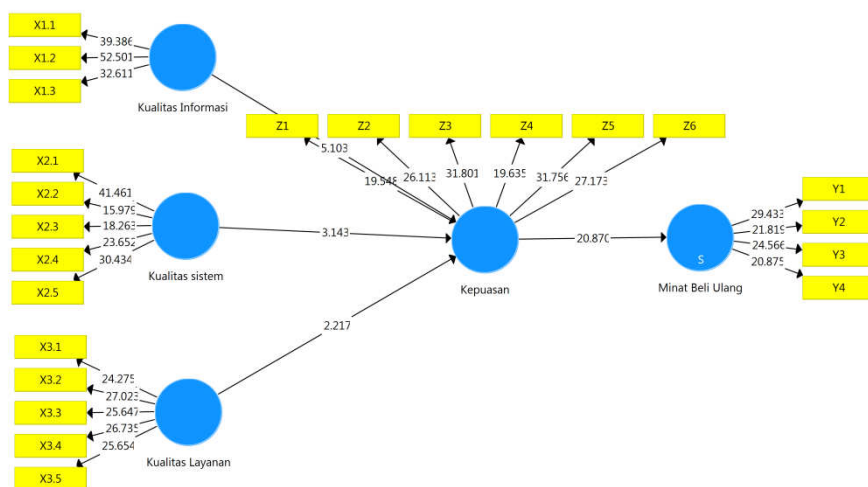 X1.1
39.386
X1.2
52.501
X1.3
32.611
Kualitas Informasi
5.103
Z1
Z2
Z3
Z4
Z5
Z6
19.548
26.113
31.801
19.635
31.756
27.173
X2.1
41.461
X2.2
15.979
X2.3
18.263
X2.4
23.652
X2.5
30.434
Kualitas sistem
3.143
Kepuasan
20.870
S
Minat Beli Ulang
Y1
29.433
Y2
21.819
Y3
24.566
Y4
20.875
X3.1
24.275
X3.2
27.023
X3.3
25.647
X3.4
26.735
X3.5
25.654
Kualitas Layanan
2.217